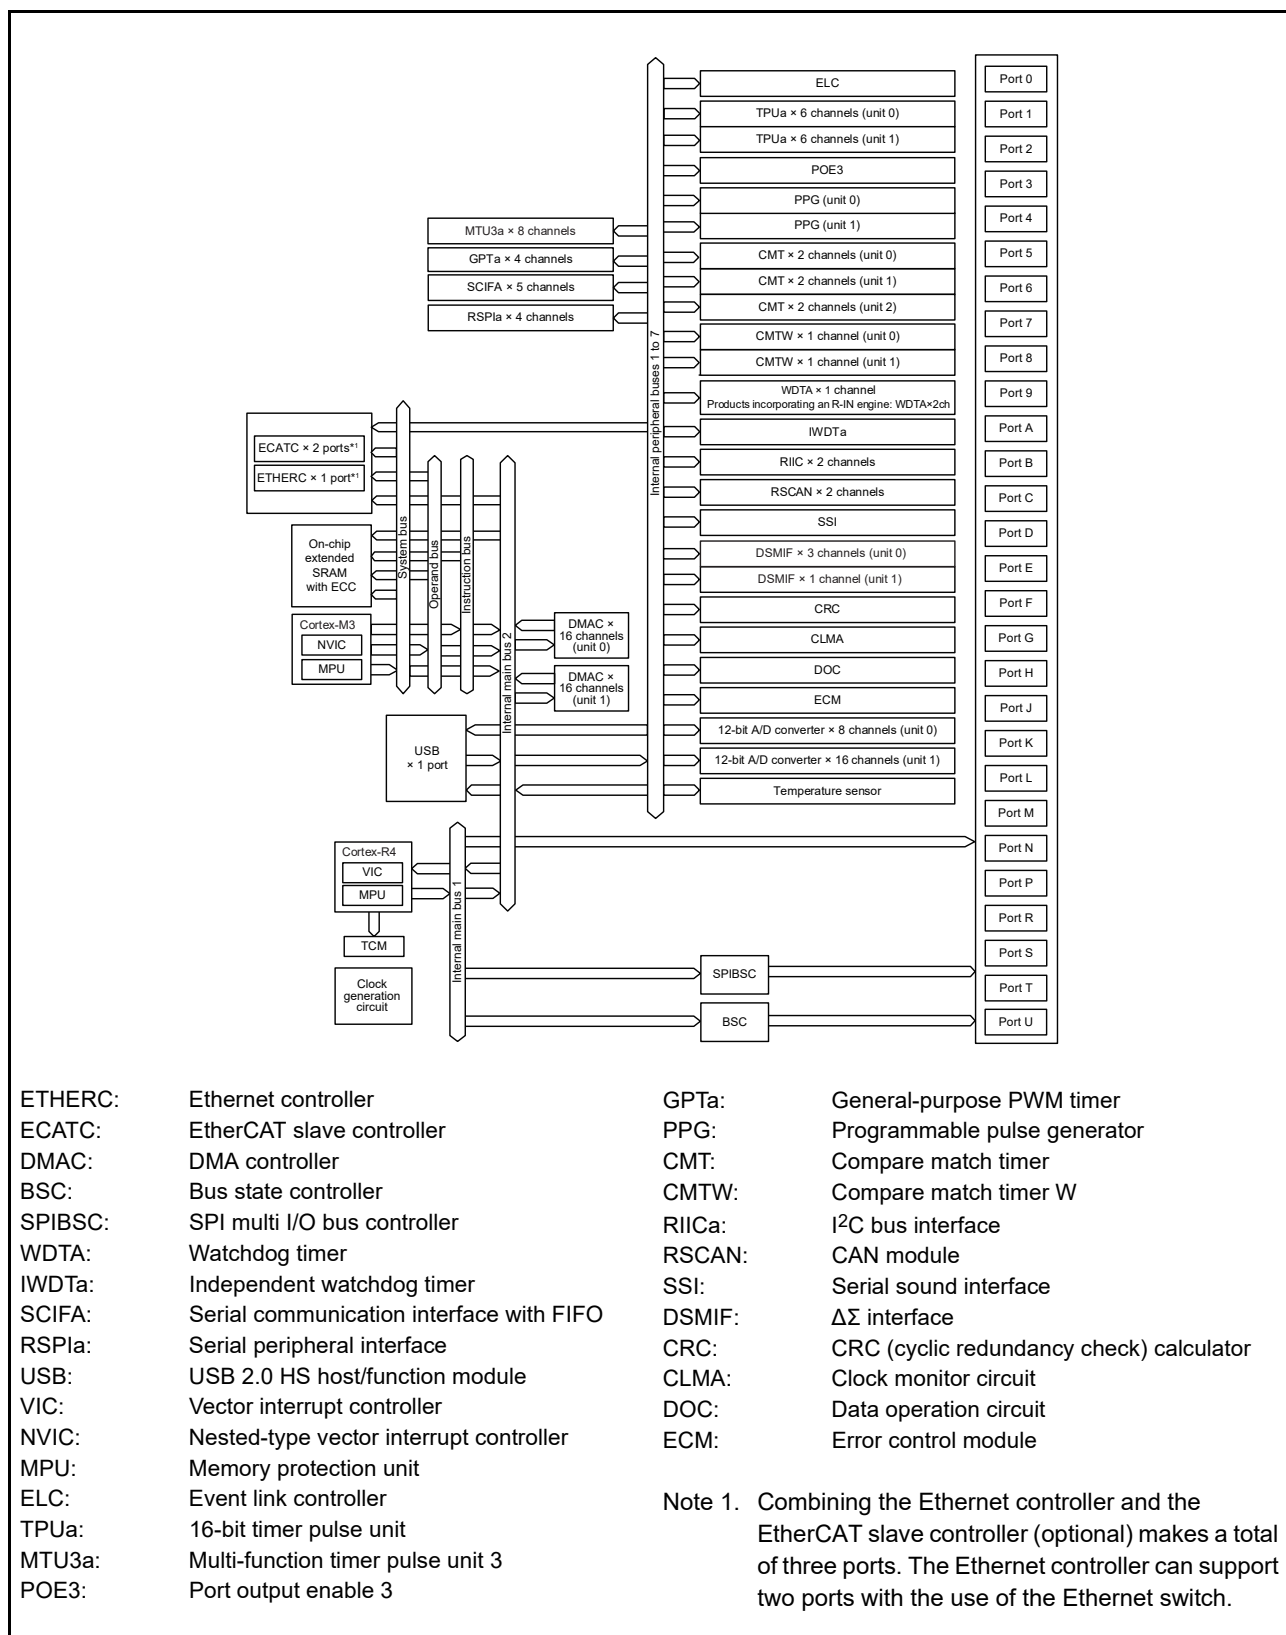 ELC
TPUa × 6 channels (unit 0)
TPUa × 6 channels (unit 1)
POE3
PPG (unit 0)
PPG (unit 1)
CMT × 2 channels (unit 0)
CMT × 2 channels (unit 1)
CMT × 2 channels (unit 2)
CMTW × 1 channel (unit 0)
CMTW × 1 channel (unit 1)
WDTA × 1 channel
Products incorporating an R-IN engine: WDTA×2ch
IWDTa
RIIC × 2 channels
RSCAN × 2 channels
SSI
DSMIF × 3 channels (unit 0)
DSMIF × 1 channel (unit 1)
CRC
CLMA
DOC
ECM
12-bit A/D converter × 8 channels (unit 0)
12-bit A/D converter × 16 channels (unit 1)
Temperature sensor
MTU3a × 8 channels
GPTa × 4 channels
SCIFA × 5 channels
RSPIa × 4 channels
Internal peripheral buses 1 to 7
ECATC × 2 ports*1
ETHERC × 1 port*1
On-chip
extended
SRAM
with ECC
Cortex-M3
NVIC
MPU
System bus
Operand bus
Instruction bus
Internal main bus 2
DMAC ×
16 channels
(unit 0)
DMAC ×
16 channels
(unit 1)
USB
× 1 port
Cortex-R4
VIC
MPU
TCM
Clock
generation
circuit
Internal main bus 1
SPIBSC
BSC
Port 0
Port 1
Port 2
Port 3
Port 4
Port 5
Port 6
Port 7
Port 8
Port 9
Port A
Port B
Port C
Port D
Port E
Port F
Port G
Port H
Port J
Port K
Port L
Port M
Port N
Port P
Port R
Port S
Port T
Port U
ETHERC: Ethernet controller
ECATC: EtherCAT slave controller
DMAC: DMA controller
BSC: Bus state controller
SPIBSC: SPI multi I/O bus controller
WDTA: Watchdog timer
IWDTa: Independent watchdog timer
SCIFA: Serial communication interface with FIFO
RSPIa: Serial peripheral interface
USB: USB 2.0 HS host/function module
VIC: Vector interrupt controller
NVIC: Nested-type vector interrupt controller
MPU: Memory protection unit
ELC: Event link controller
TPUa: 16-bit timer pulse unit
MTU3a: Multi-function timer pulse unit 3
POE3: Port output enable 3
GPTa: General-purpose PWM timer
PPG: Programmable pulse generator
CMT: Compare match timer
CMTW: Compare match timer W
RIICa: I2C bus interface
RSCAN: CAN module
SSI: Serial sound interface
DSMIF: ΔΣ interface
CRC: CRC (cyclic redundancy check) calculator
CLMA: Clock monitor circuit
DOC: Data operation circuit
ECM: Error control module
Note 1. Combining the Ethernet controller and the
EtherCAT slave controller (optional) makes a total
of three ports. The Ethernet controller can support
two ports with the use of the Ethernet switch.